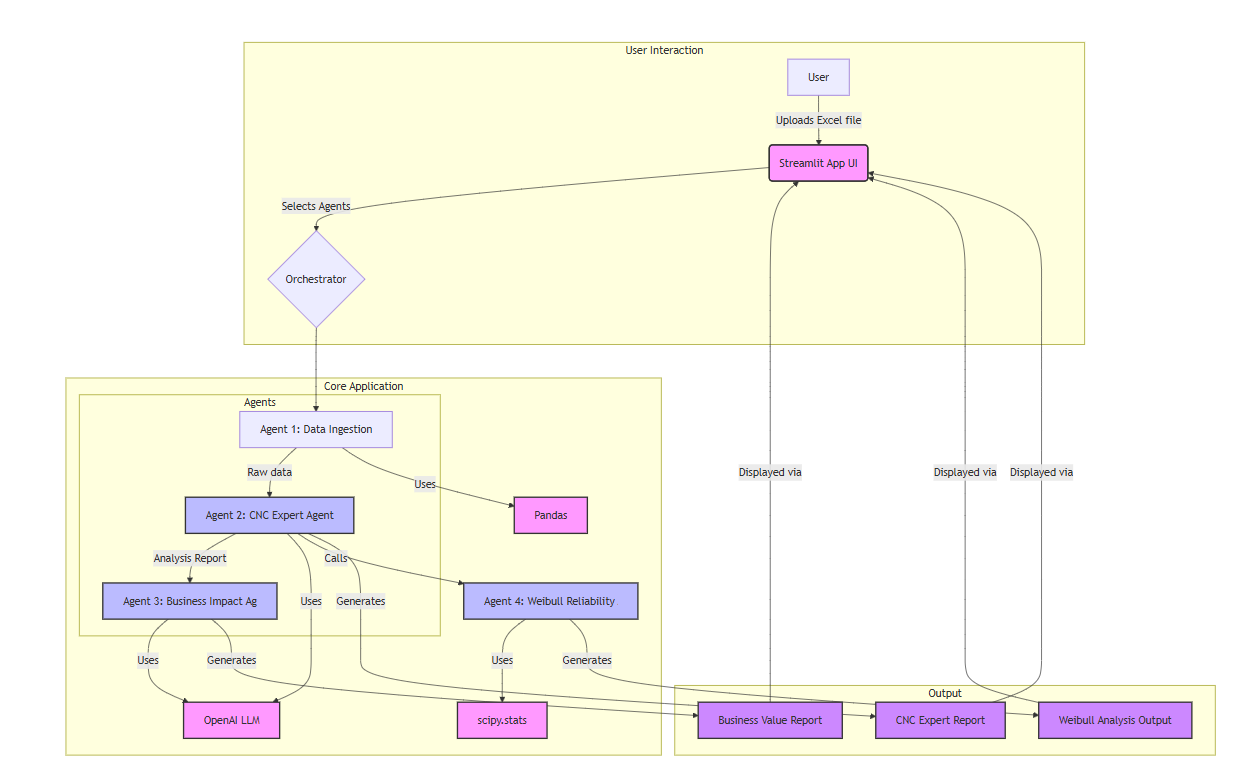 User Interaction
User
Uploads Excel file
Streamlit App UI
Selects Agents
Orchestrator
Core Application
Agents
Agent 1: Data Ingestion
Raw data
Uses
Displayed via
Displayed via
Displayed via
Agent 2: CNC Expert Agent
Pandas
Analysis Report
Calls
Agent 3: Business Impact Ag
Uses
Generates
Agent 4: Weibull Reliability
Uses
Generates
Uses
Generates
Output
OpenAI LLM
scipy.stats
Business Value Report
CNC Expert Report
Weibull Analysis Output